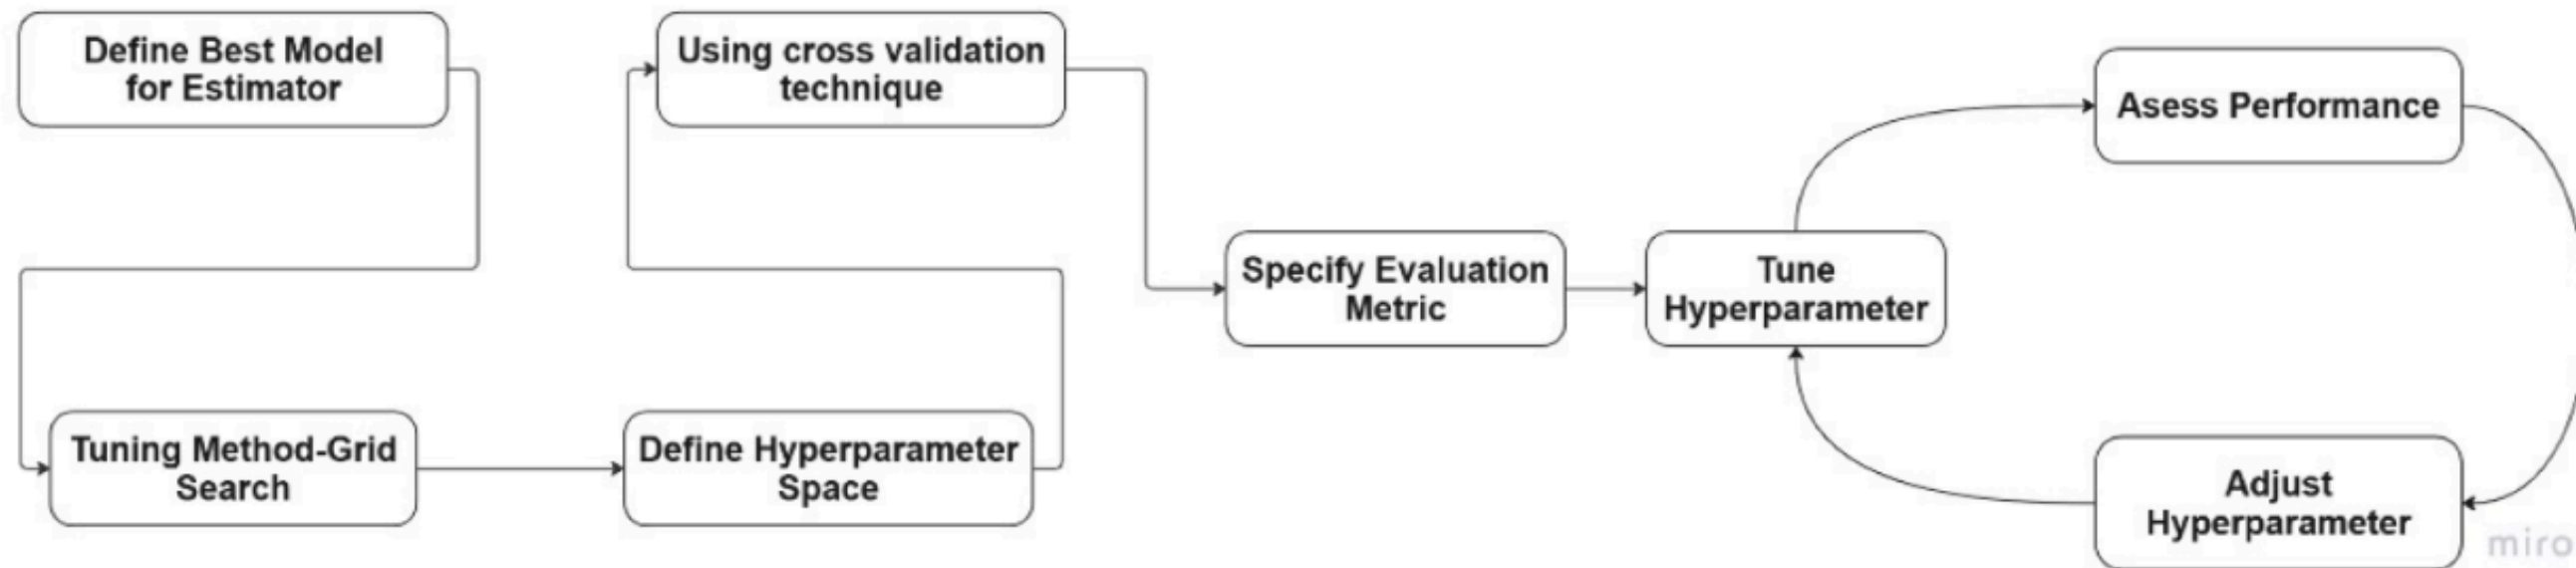 Define Best Model
for Estimator
Tuning Method-Grid
Search
Define Hyperparameter
Space
Using cross validation
technique
Specify Evaluation
Metric
Tune
Hyperparameter
Asess Performance
Adjust
Hyperparameter
miro